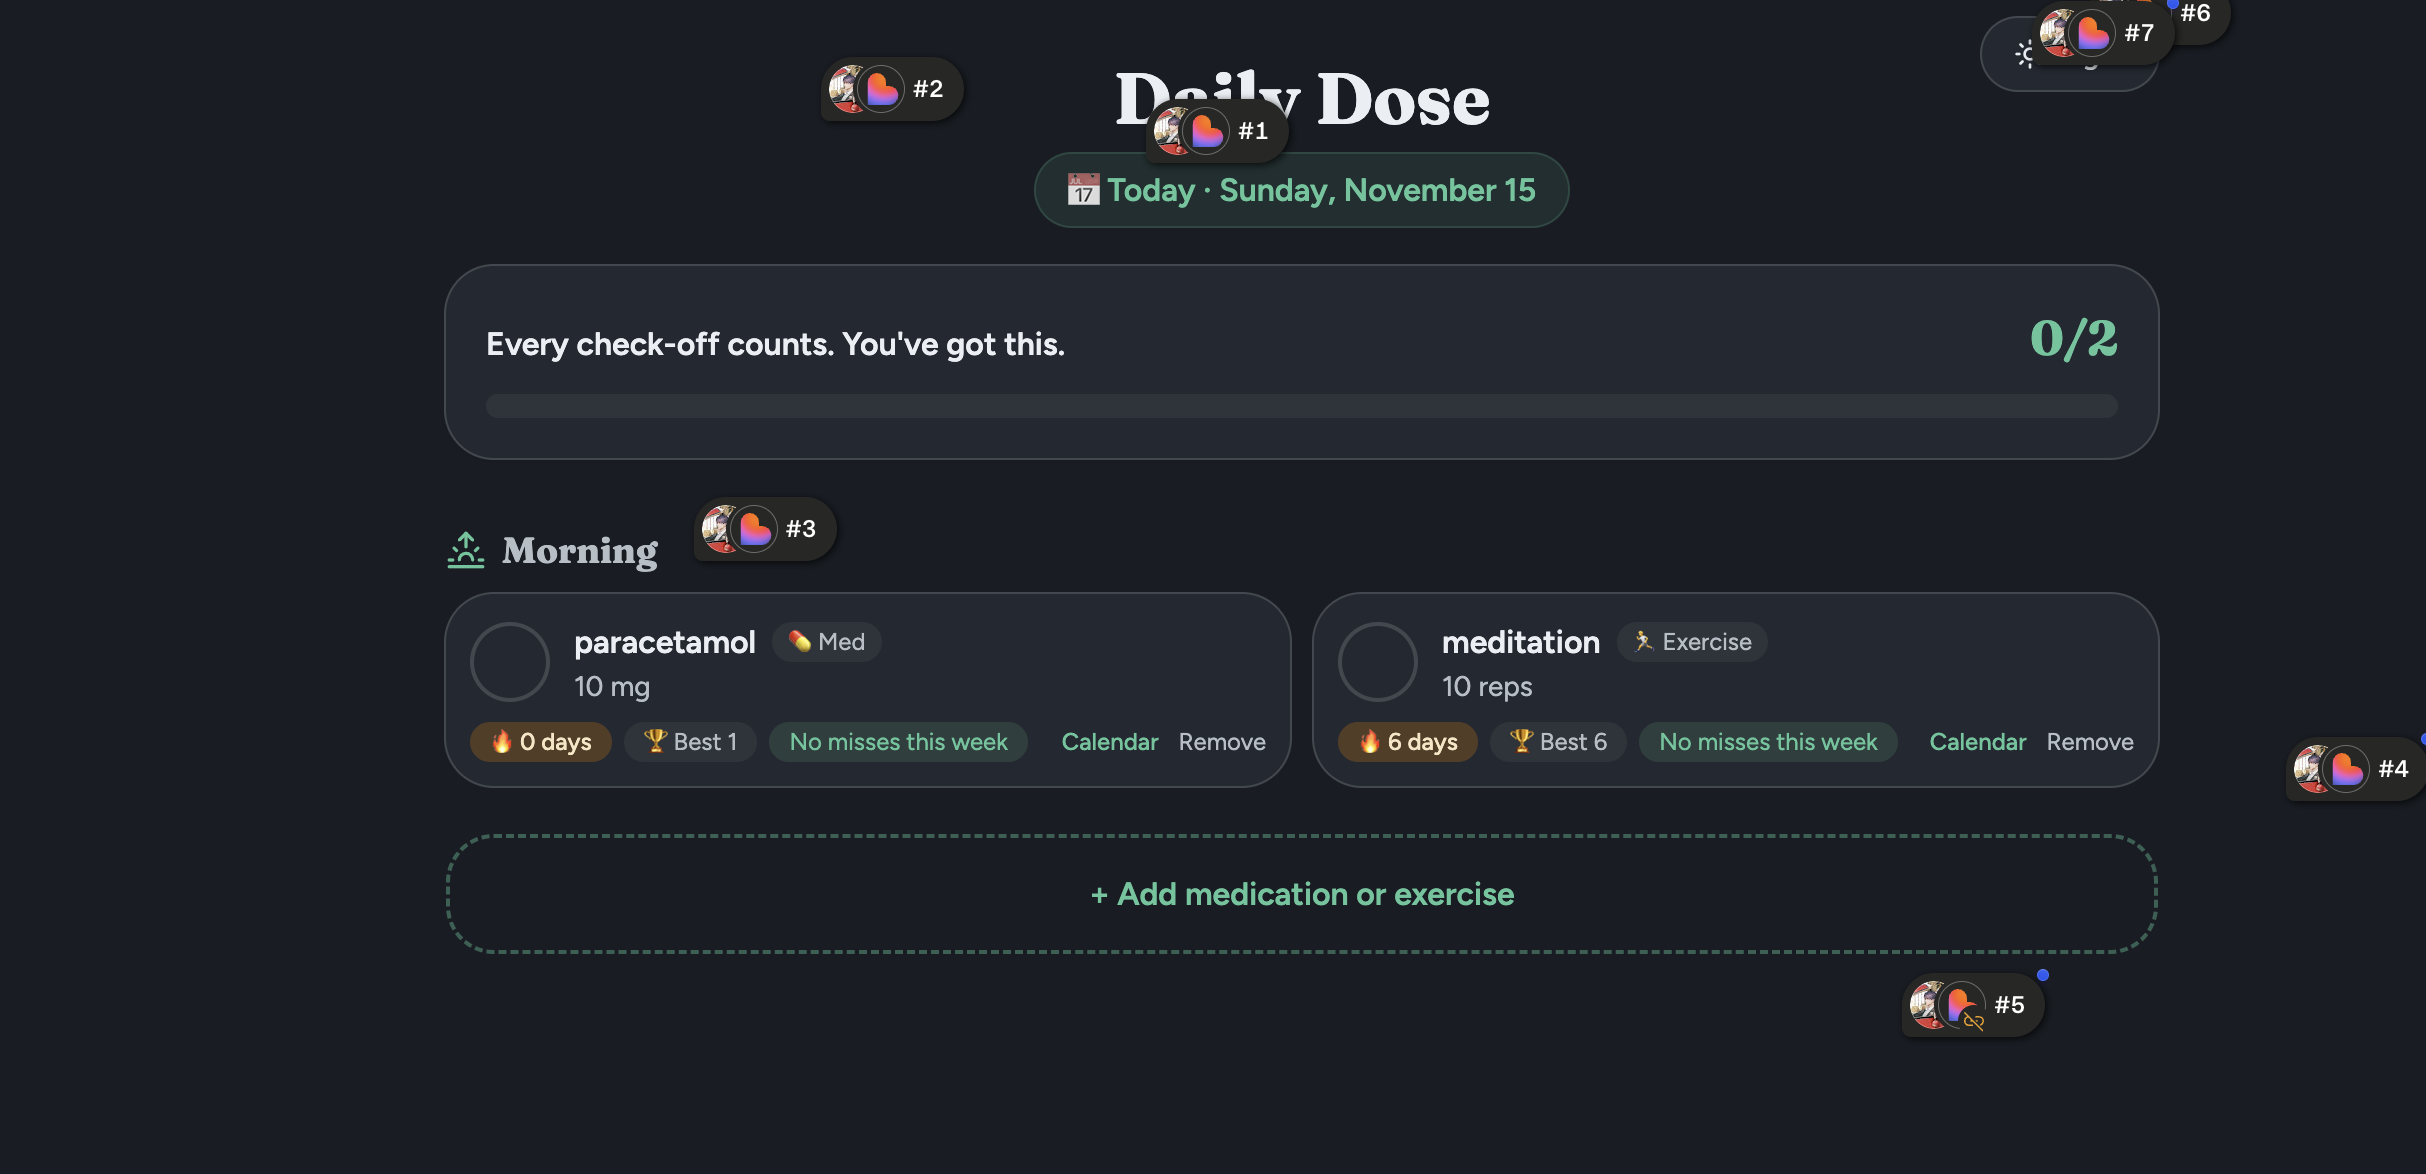 #6
#7
#2
Daily Dose
#1
Today · Sunday, November 15
Every check-off counts. You've got this.
0/2
Morning
#3
paracetamol
Med
10 mg
0 days
Best 1
No misses this week
Calendar
Remove
meditation
Exercise
10 reps
6 days
Best 6
No misses this week
Calendar
Remove
#4
+ Add medication or exercise
#5